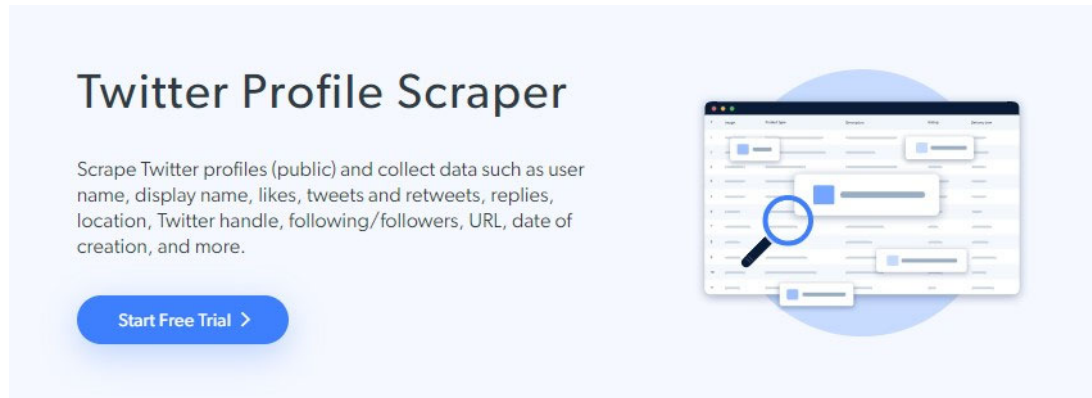 Twitter Profile Scraper
Scrape Twitter profiles (public) and collect data such as user
name, display name, likes, tweets and retweets, replies,
location, Twitter handle, following/followers, URL, date of
creation, and more.
Start Free Trial >